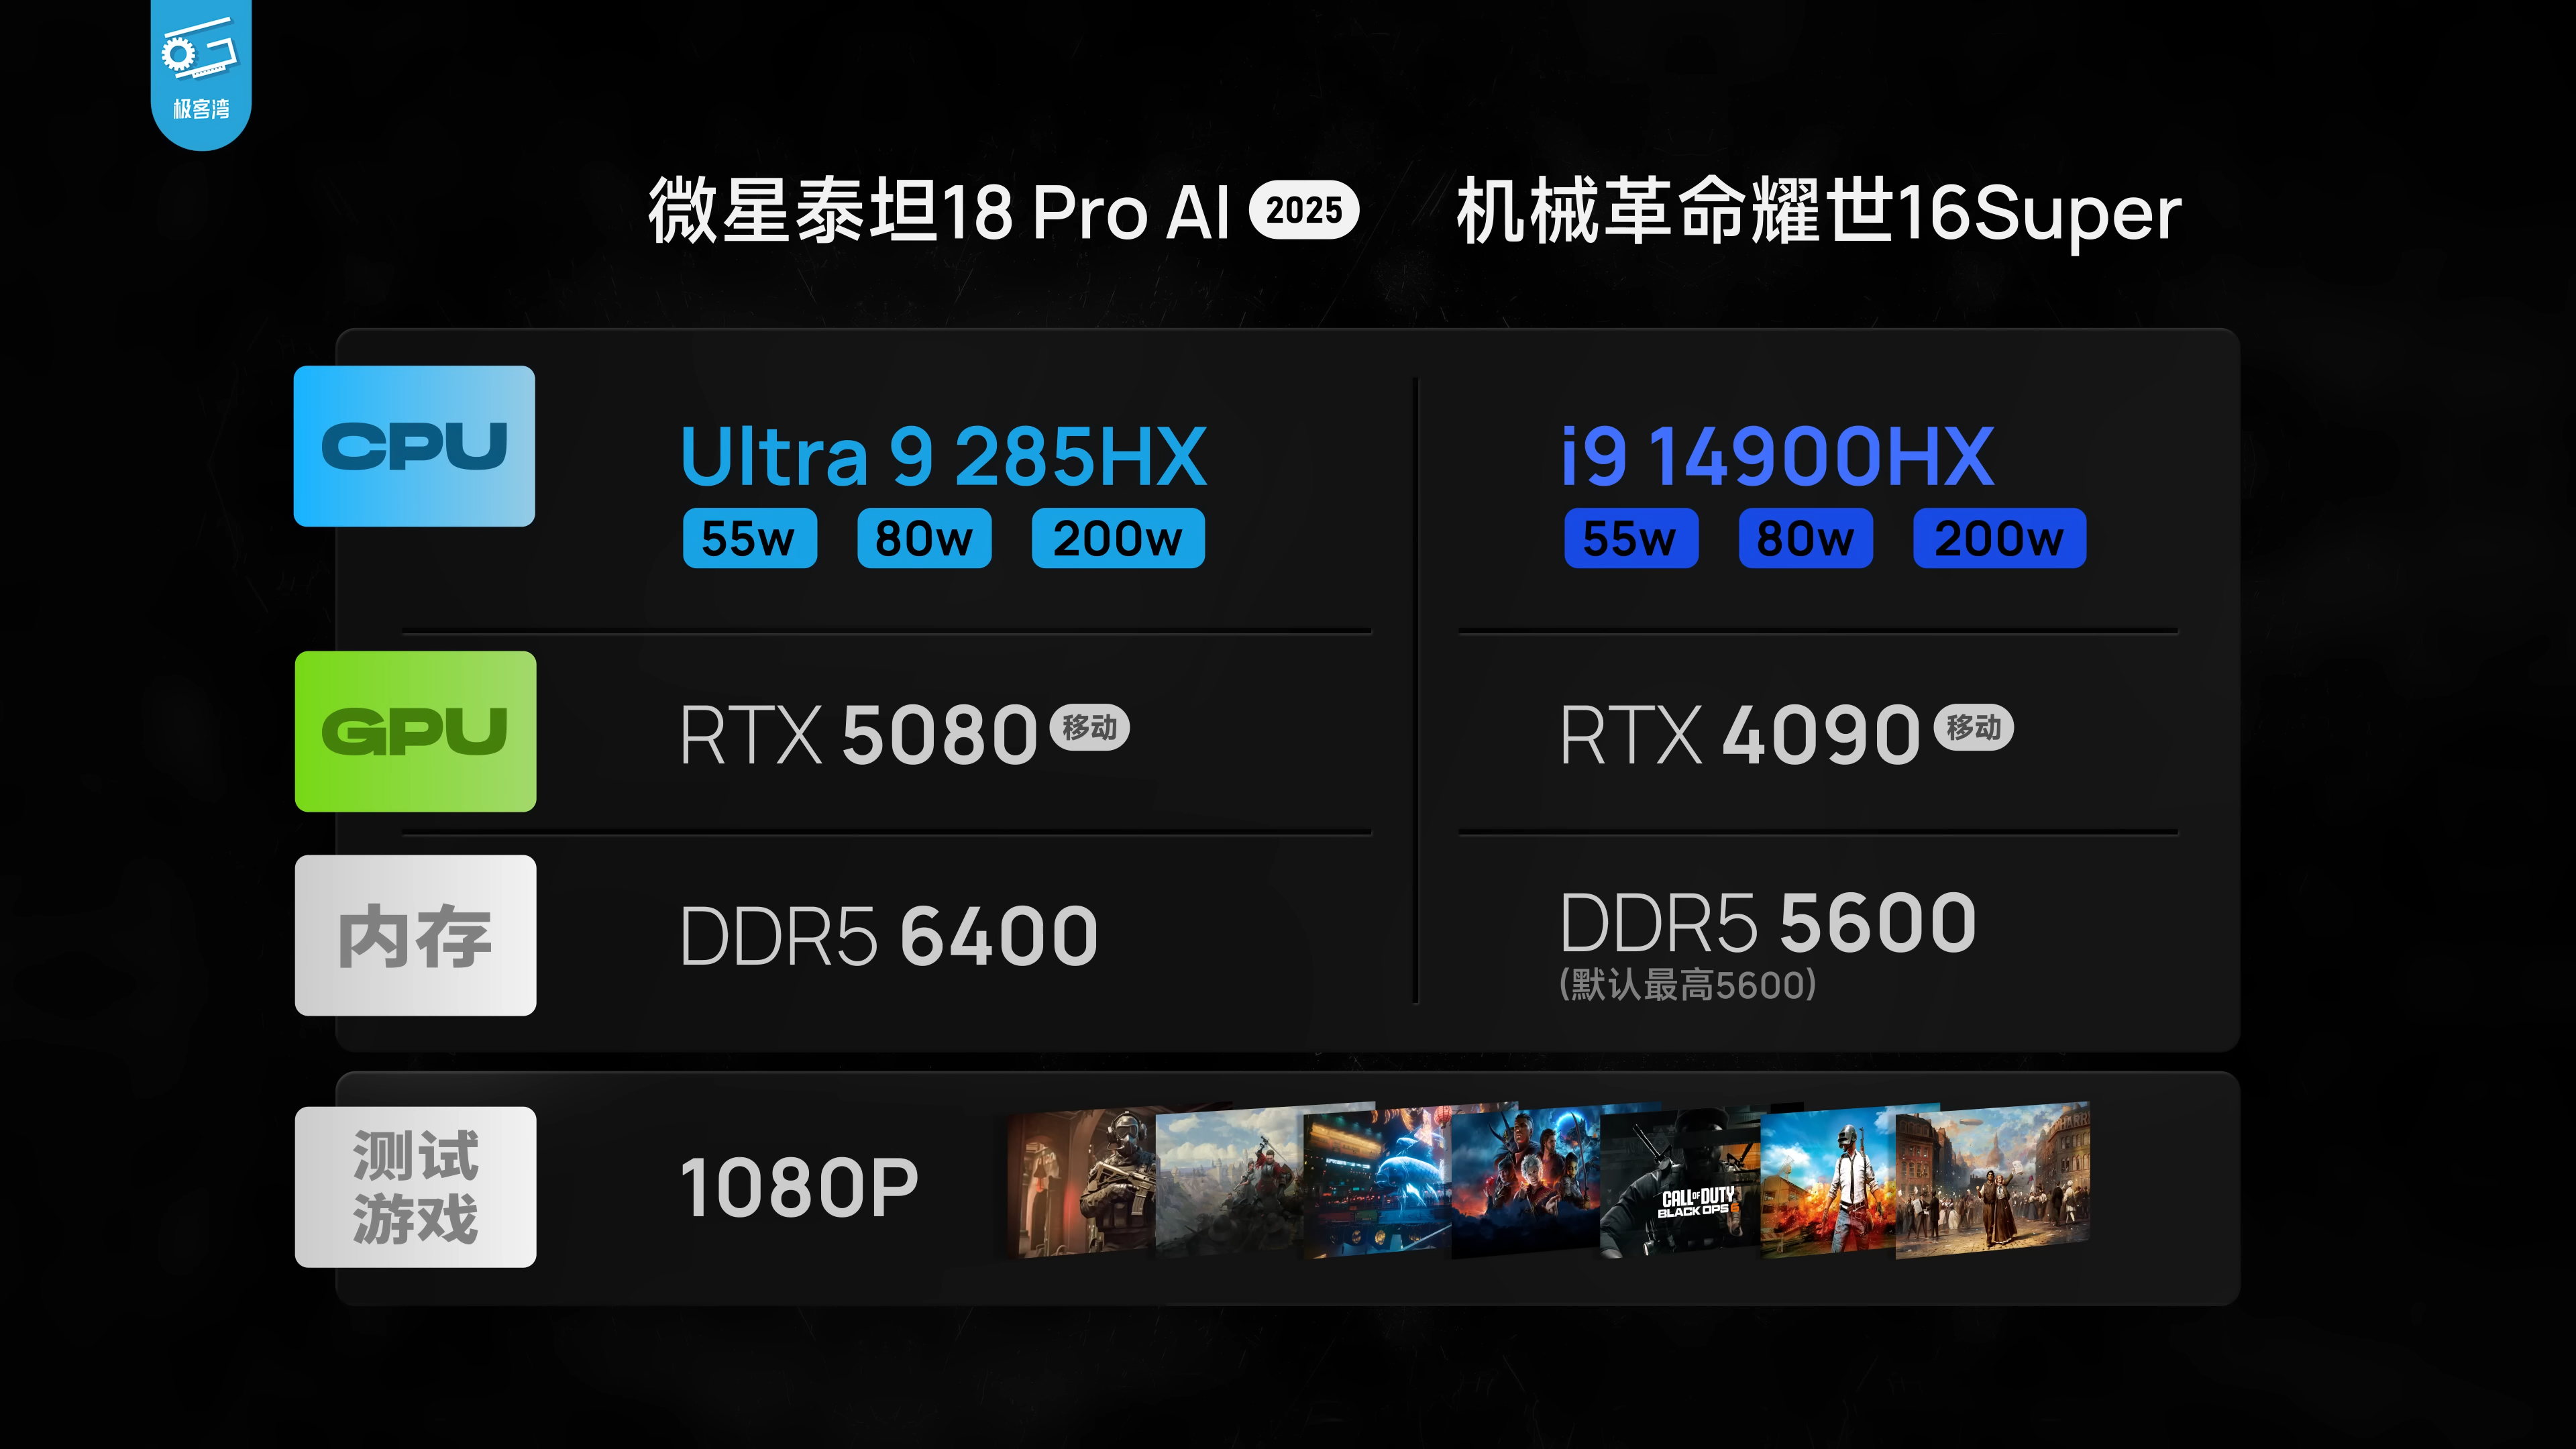 极客湾
微星泰坦18 Pro AI 2025
机械革命耀世16Super
CPU
Ultra 9 285HX
55w 80w 200w
i9 14900HX
55w 80w 200w
GPU
RTX 5080 移动
RTX 4090 移动
内存
DDR5 6400
DDR5 5600
(默认最高5600)
测试
游戏
1080P
CALL OF DUTY
BLACK OPS 6